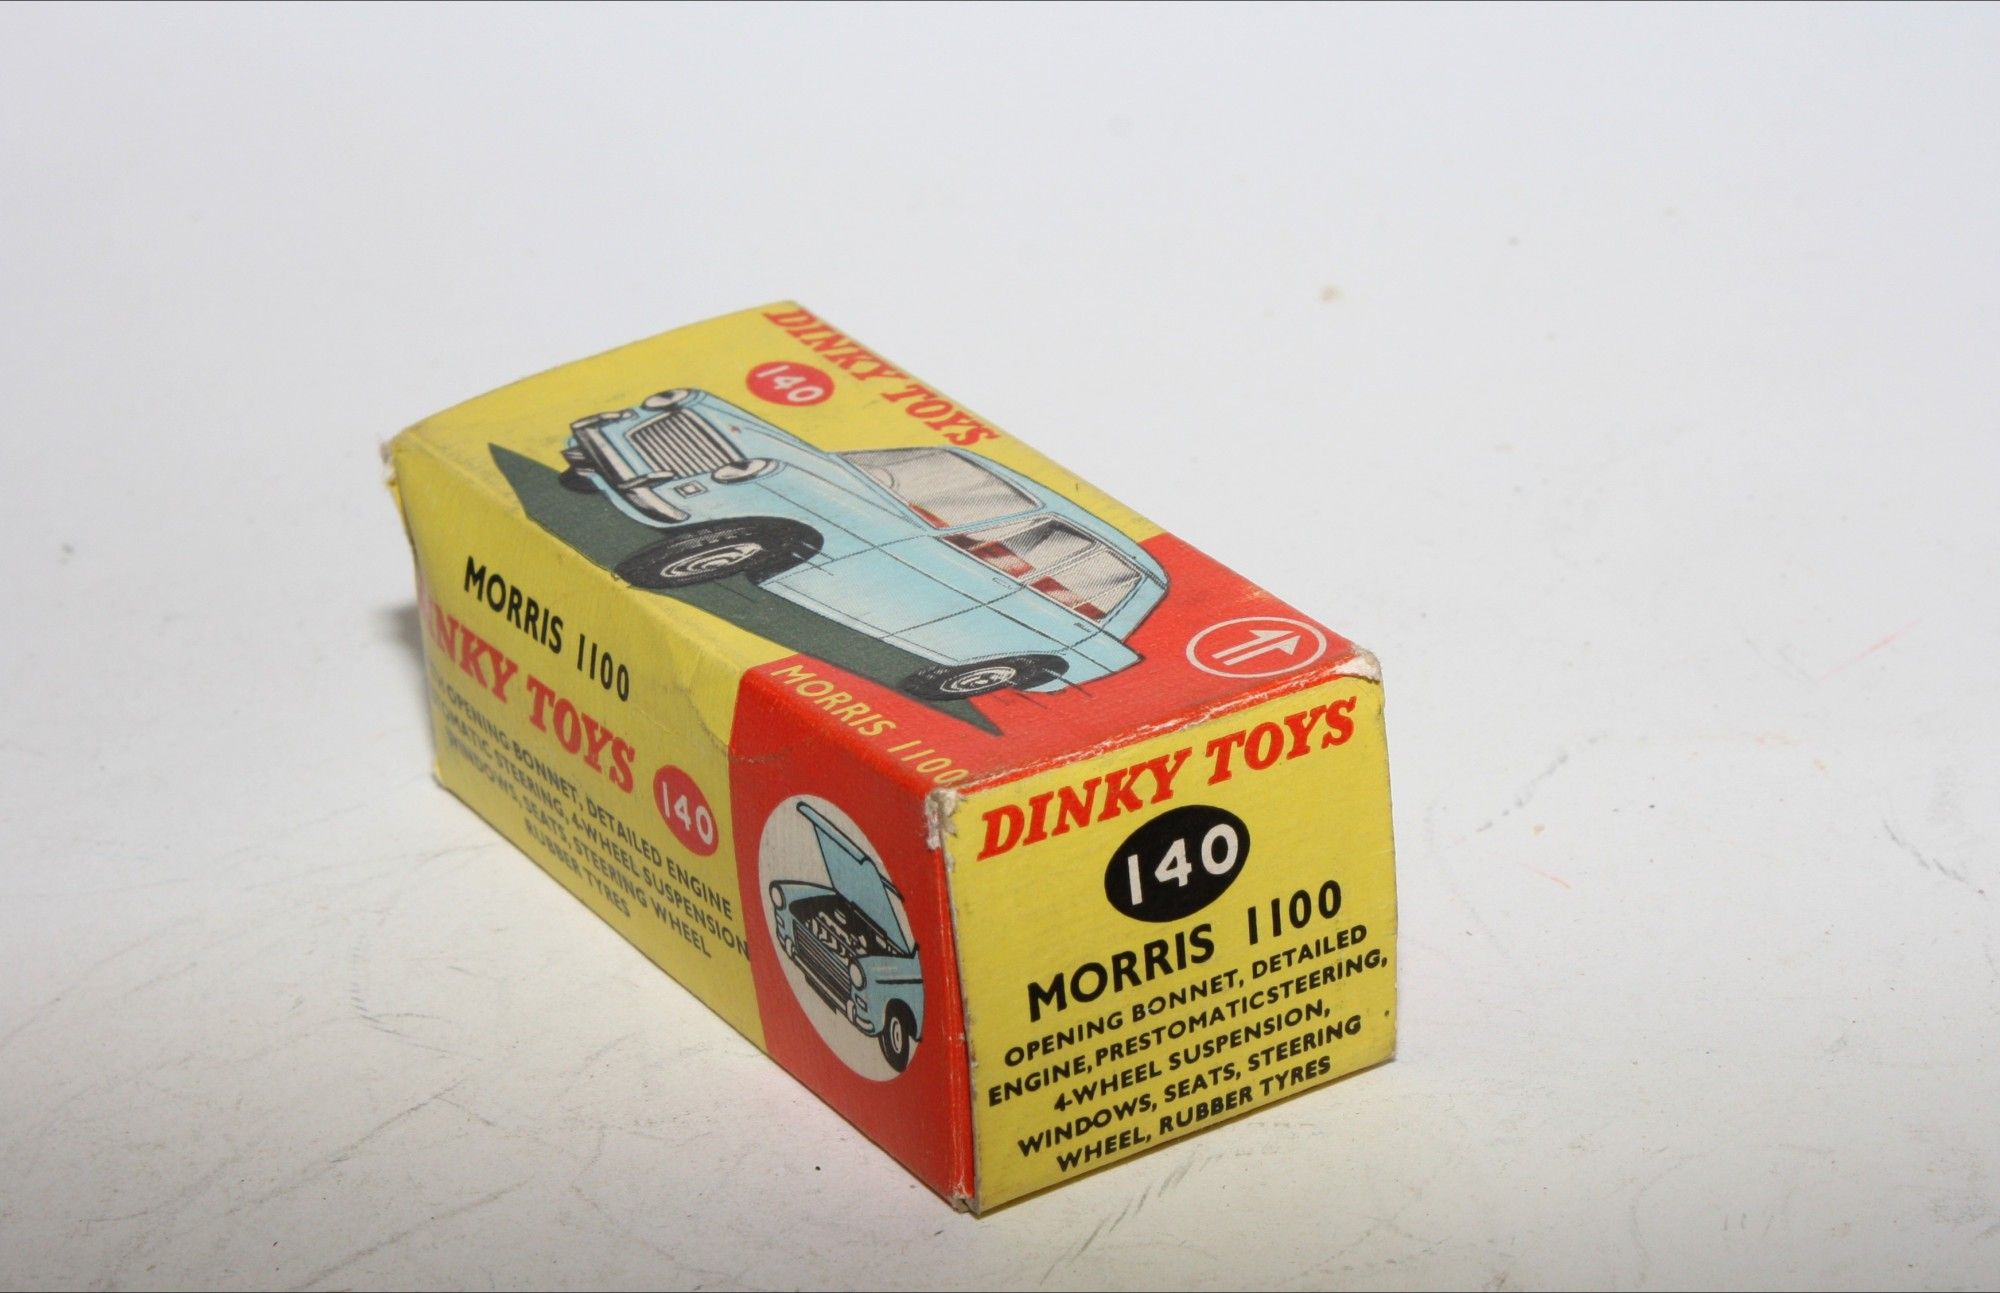 DINKY TOYS
140
MORRIS 1100
MORRIS 1100
DINKY TOYS
140
OPENING BONNET, DETAILED ENGINE
STEERING, 4-WHEEL SUSPENSION
WINDOWS, SEATS, STEERING WHEEL
RUBBER TYRES
DINKY TOYS
140
MORRIS 1100
OPENING BONNET, DETAILED
ENGINE, PRESTOMATIC STEERING,
4-WHEEL SUSPENSION,
WINDOWS, SEATS, STEERING
WHEEL, RUBBER TYRES